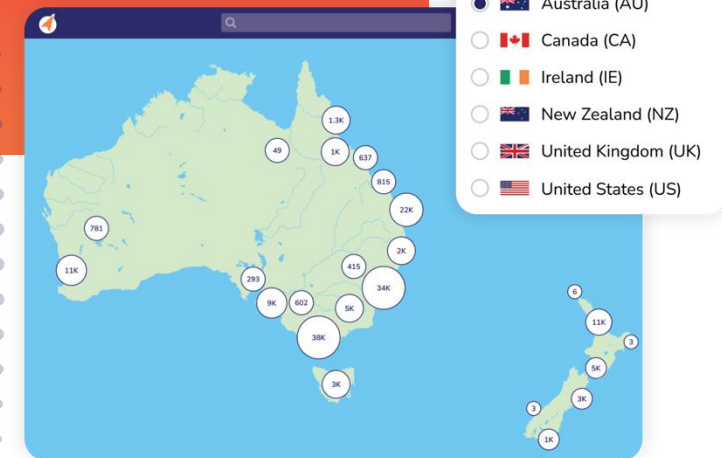 Australia (AU)
Canada (CA)
Ireland (IE)
New Zealand (NZ)
United Kingdom (UK)
United States (US)
1.3K
49
1K
637
815
22K
781
2K
11K
415
293
34K
9K
602
5K
38K
3K
6
11K
3
5K
3K
3
1K